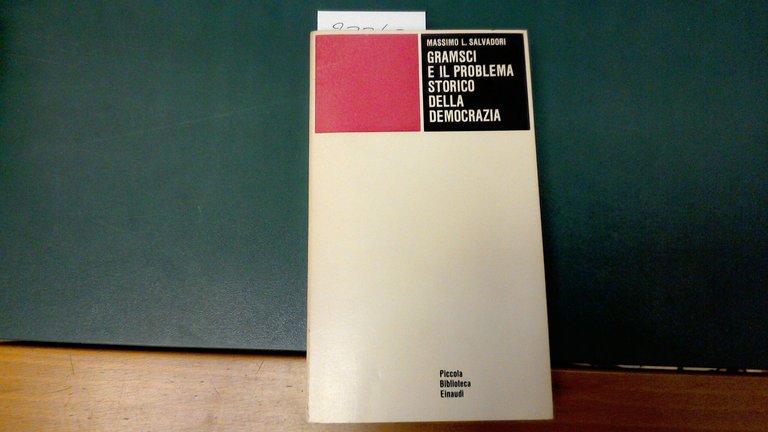 MASSIMO L. SALVADORI
GRAMSCI
E IL PROBLEMA
STORICO
DELLA
DEMOCRAZIA
Piccola
Biblioteca
Einaudi